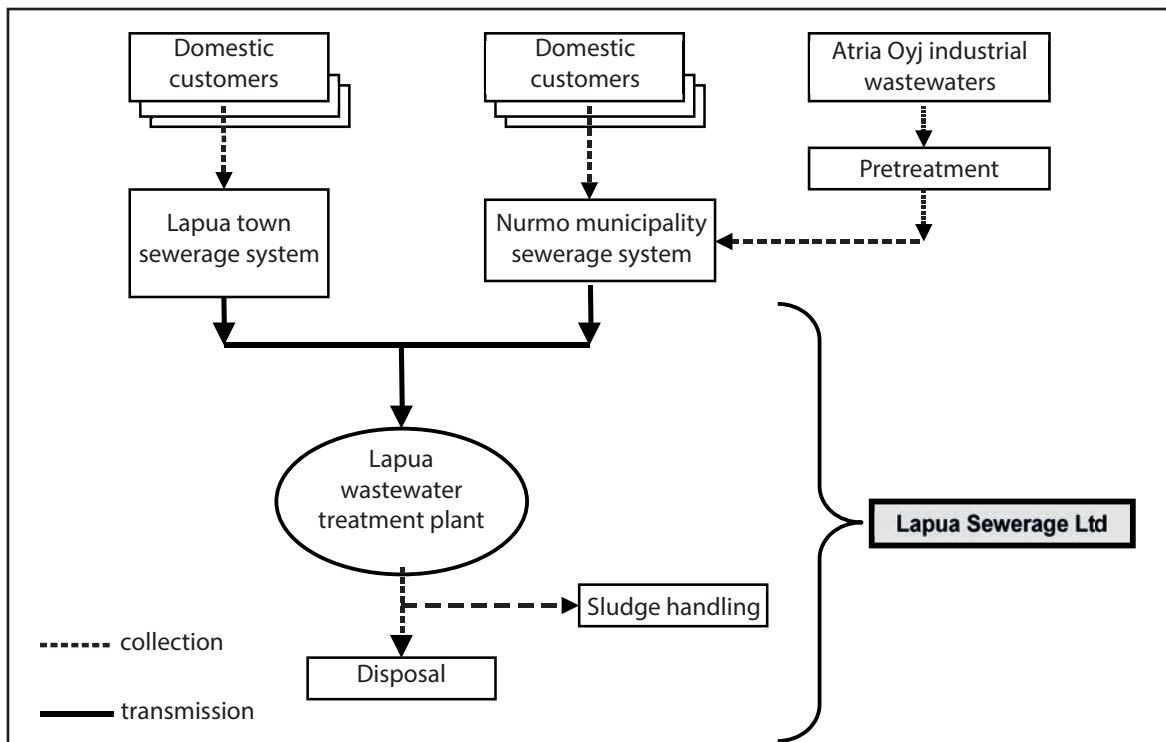 Domestic
customers
Domestic
customers
Atria Oyj industrial
wastewaters
Pretreatment
Lapua town
sewerage system
Nurmo municipality
sewerage system
Lapua
wastewater
treatment plant
Lapua Sewerage Ltd
Sludge handling
collection
Disposal
transmission